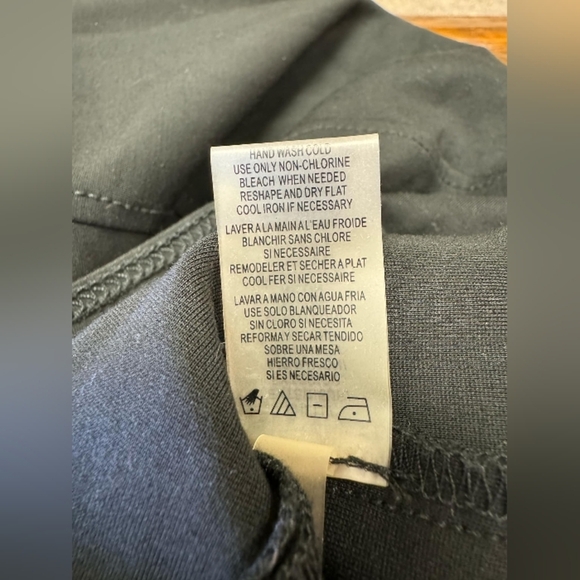 HAND WASH COLD
USE ONLY NON-CHLORINE
BLEACH WHEN NEEDED
RESHAPE AND DRY FLAT
COOL IRON IF NECESSARY
LAVER A LA MAIN A L'EAU FROIDE
BLANCHIR SANS CHLORE
SI NECESSAIRE
REMODELER ET SECHER A PLAT
COOL FER SI NECESSAIRE
LAVAR A MANO CON AGUA FRIA
USE SOLO BLANQUEADOR
SIN CLORO SI NECESITA
REFORMA Y SECAR TENDIDO
SOBRE UNA MESA
HIERRO FRESCO
SI ES NECESARIO